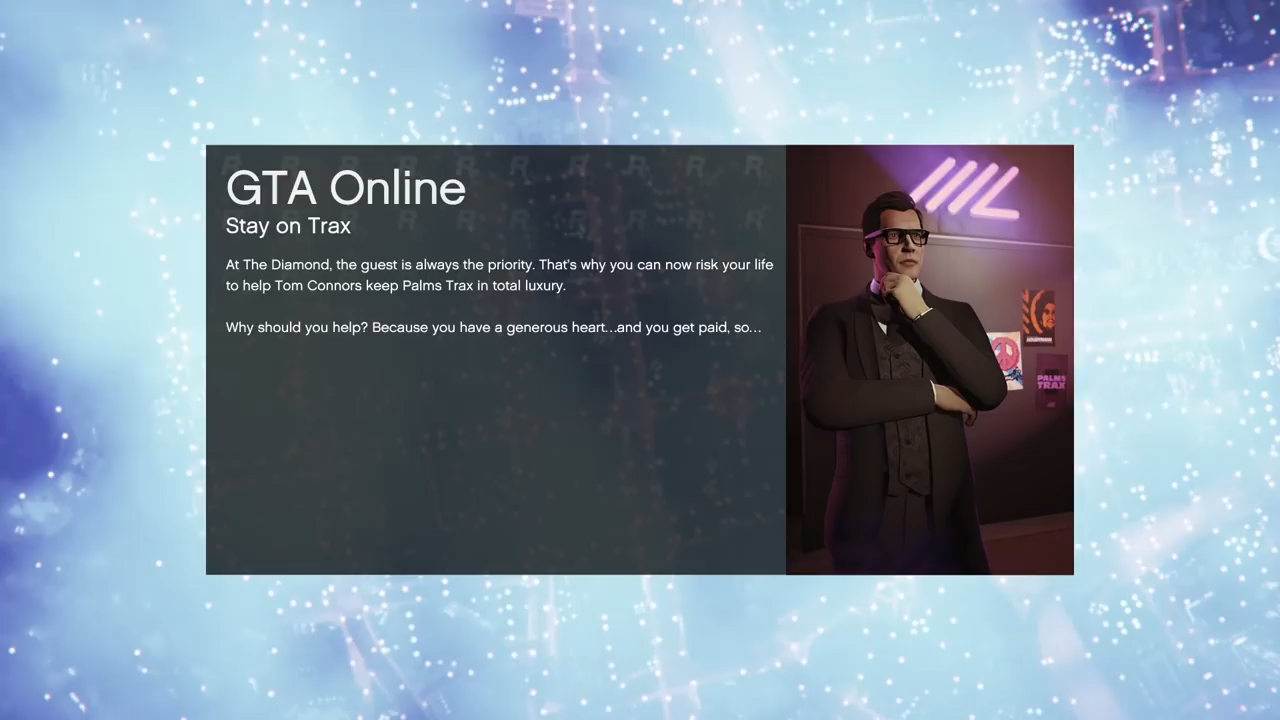 GTA Online
Stay on Trax
At The Diamond, the guest is always the priority. That's why you can now risk your life
to help Tom Connors keep Palms Trax in total luxury.
Why should you help? Because you have a generous heart...and you get paid, so...
PALMS
TRAX